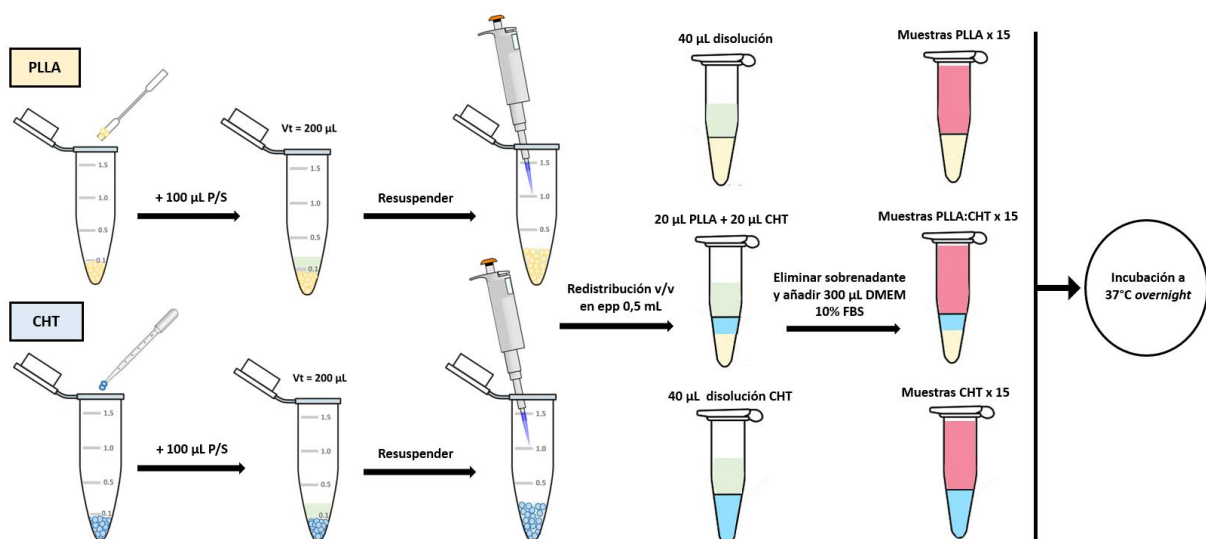 PLLA
1.5
1.0
0.5
0.1
+ 100 µL P/S
Vt = 200 µL
1.5
1.0
0.5
0.1
Resuspender
1.5
1.0
0.5
CHT
1.5
1.0
0.5
0.1
+ 100 µL P/S
Vt = 200 µL
1.5
1.0
0.5
0.1
Resuspender
1.5
1.0
0.5
Redistribución v/v
en epp 0,5 mL
40 µL disolución
20 µL PLLA + 20 µL CHT
40 µL disolución CHT
Eliminar sobrenadante
y añadir 300 µL DMEM
10% FBS
Muestras PLLA x 15
Muestras PLLA:CHT x 15
Muestras CHT x 15
Incubación a
37°C overnight